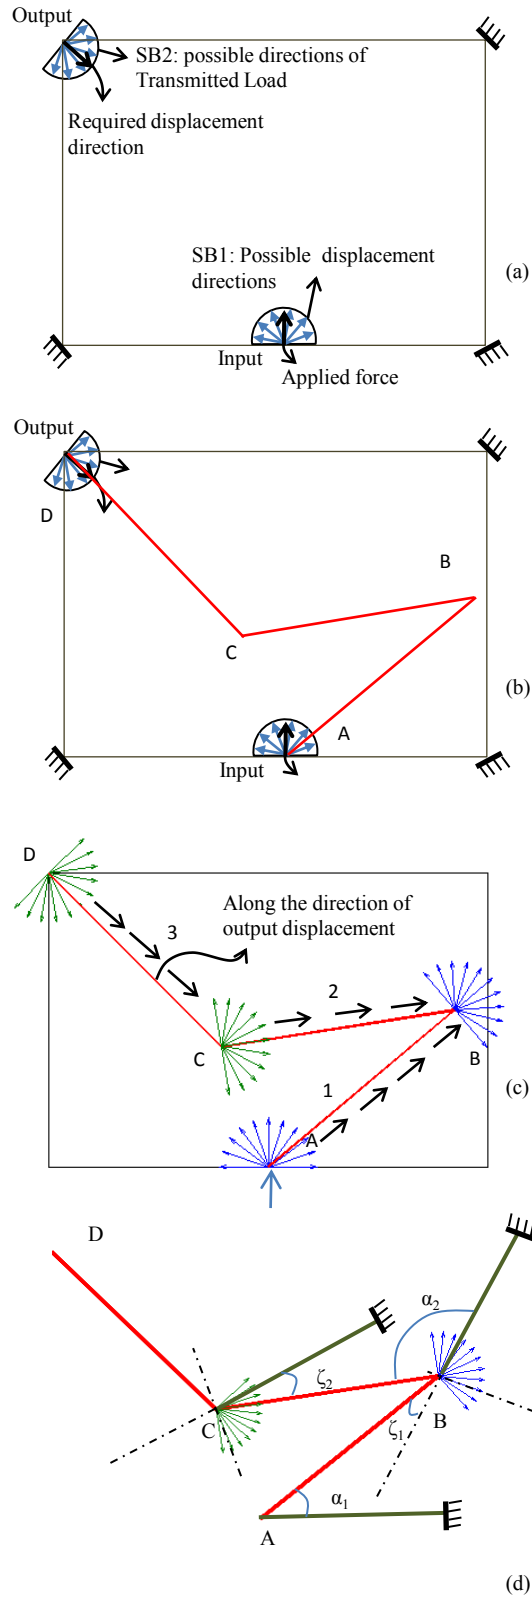 Output
SB2: possible directions of
Transmitted Load
Required displacement
direction
SB1: Possible displacement
directions
(a)
Input
Applied force
Output
D
B
C
(b)
A
Input
D
3
Along the direction of
output displacement
2
C
B
1
(c)
A
D
α2
ζ2
C
B
ζ1
α1
A
(d)